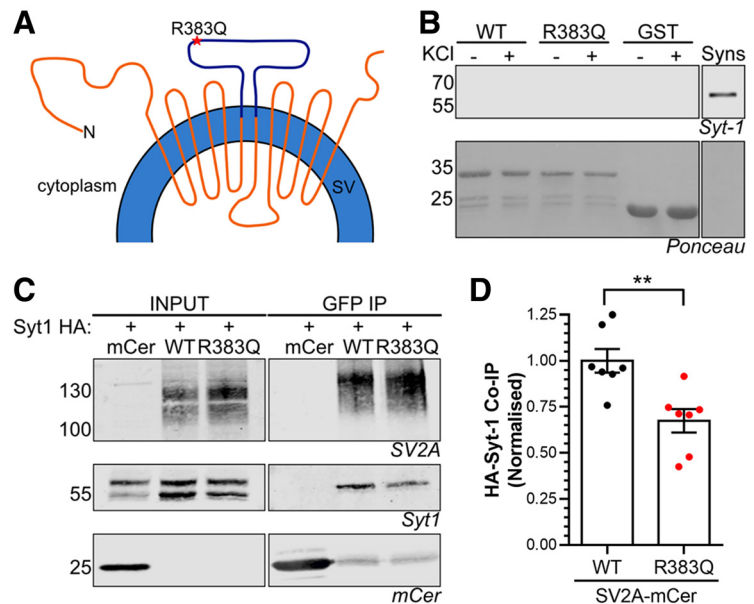 A
R383Q
N
cytoplasm
SV
B
WT R383Q GST
KCl - + - + - + Syns
70
55
Syt-1
35
25
Ponceau
C
INPUT GFP IP
Syt1 HA: + + + + + +
mCer WT R383Q mCer WT R383Q
130
100
SV2A
55
Syt1
25
mCer
D
**
HA-Syt-1 Co-IP
(Normalised)
1.25
1.00
0.75
0.50
0.25
0.00
WT R383Q
SV2A-mCer